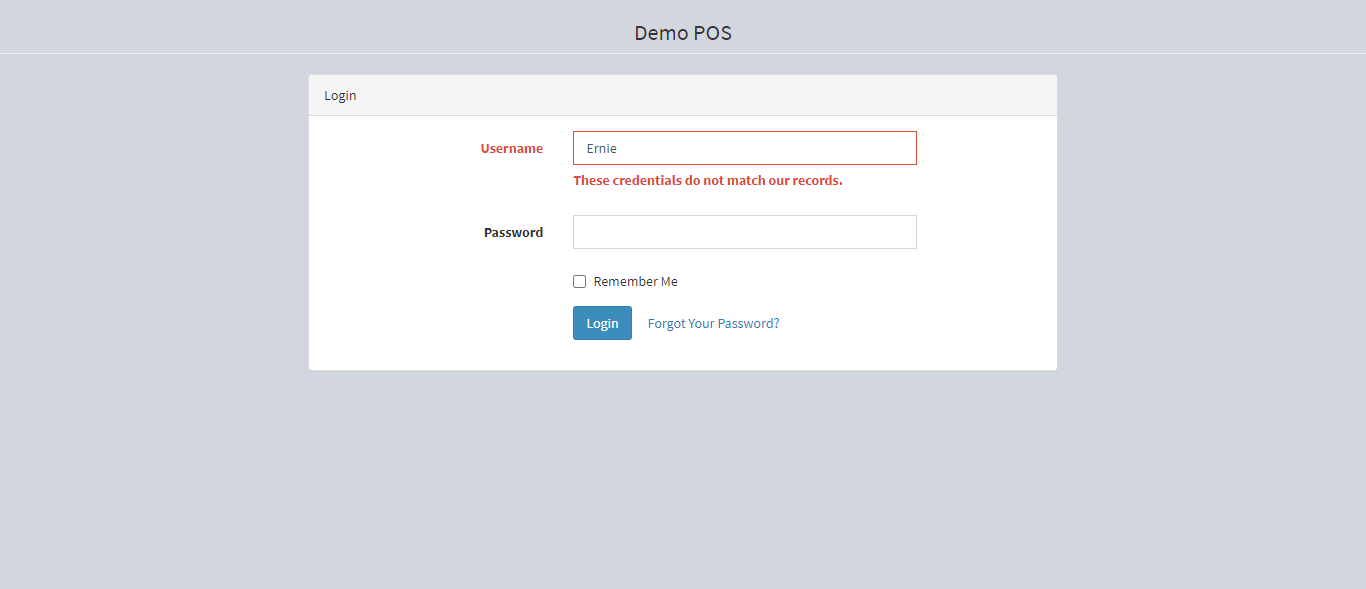 Demo POS
Login
Username
Ernie
These credentials do not match our records.
Password
Remember Me
Login
Forgot Your Password?